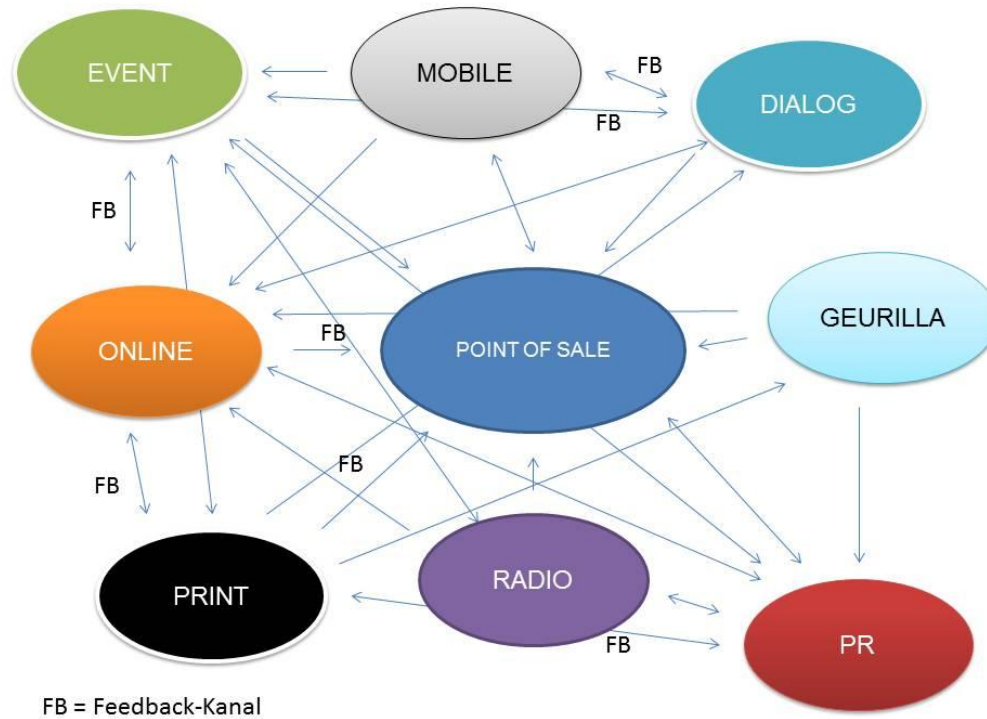 EVENT
MOBILE
FB
DIALOG
FB
FB
GEURILLA
ONLINE
FB
POINT OF SALE
FB
FB
PRINT
RADIO
FB
PR
FB = Feedback-Kanal